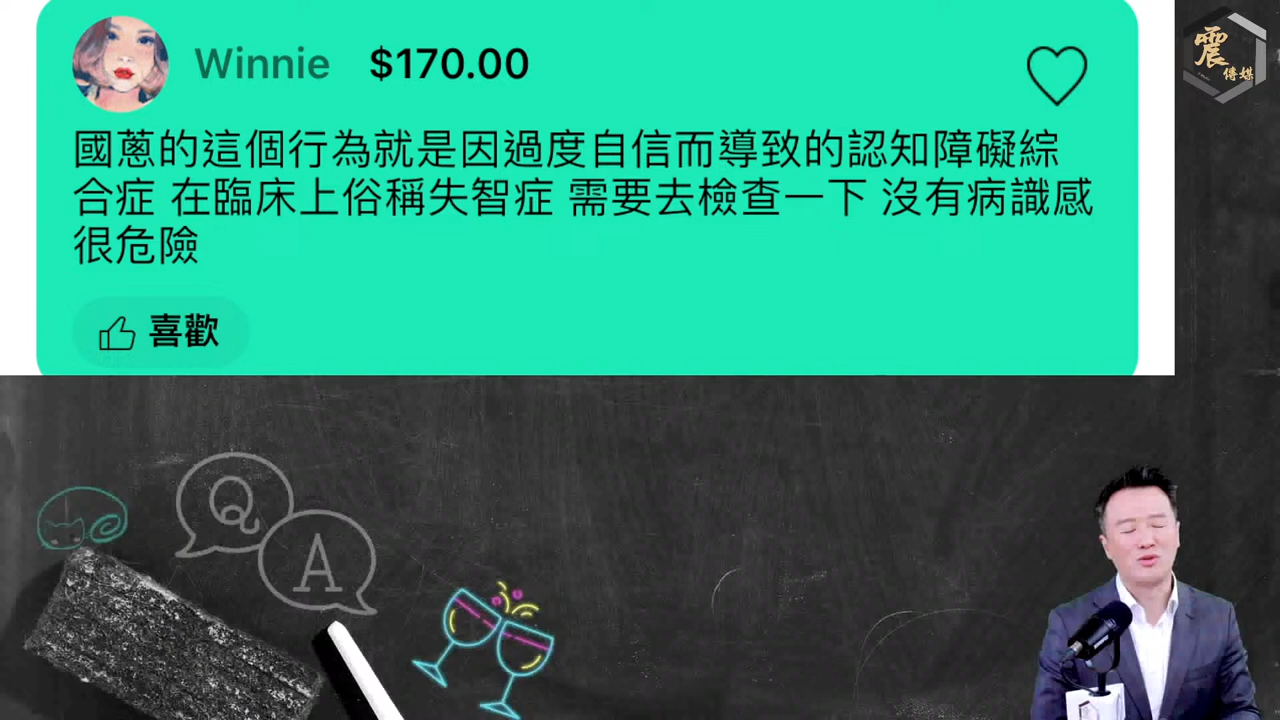 Winnie $170.00
國蔥的這個行為就是因過度自信而導致的認知障礙綜
合症 在臨床上俗稱失智症 需要去檢查一下 沒有病識感
很危險
喜歡
震
傳媒
Q
A